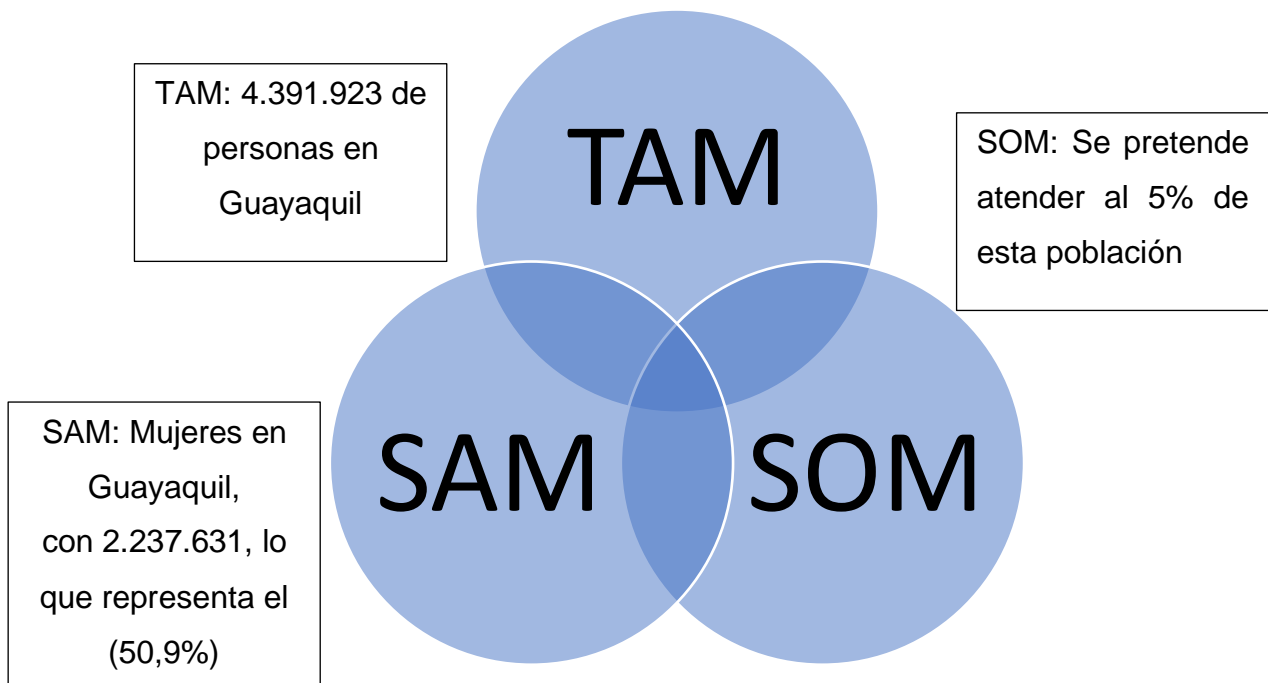 TAM: 4.391.923 de
personas en
Guayaquil
TAM
SOM: Se pretende
atender al 5% de
esta población
SAM: Mujeres en
Guayaquil,
con 2.237.631, lo
que representa el
(50,9%)
SAM
SOM